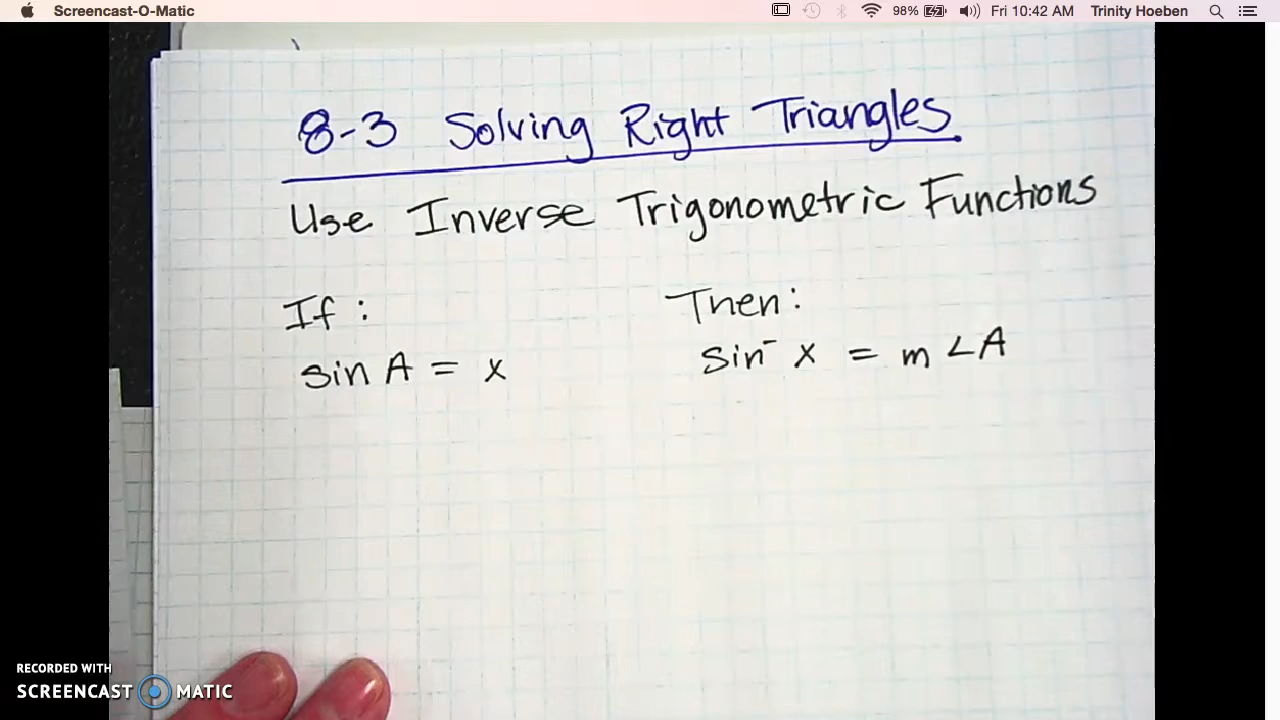 Screencast-O-Matic 98% Fri 10:42 AM Trinity Hoeben
8-3 Solving Right Triangles
Use Inverse Trigonometric Functions
If: Then:
sin A = x sin⁻ x = m∠A
RECORDED WITH
SCREENCAST MATIC